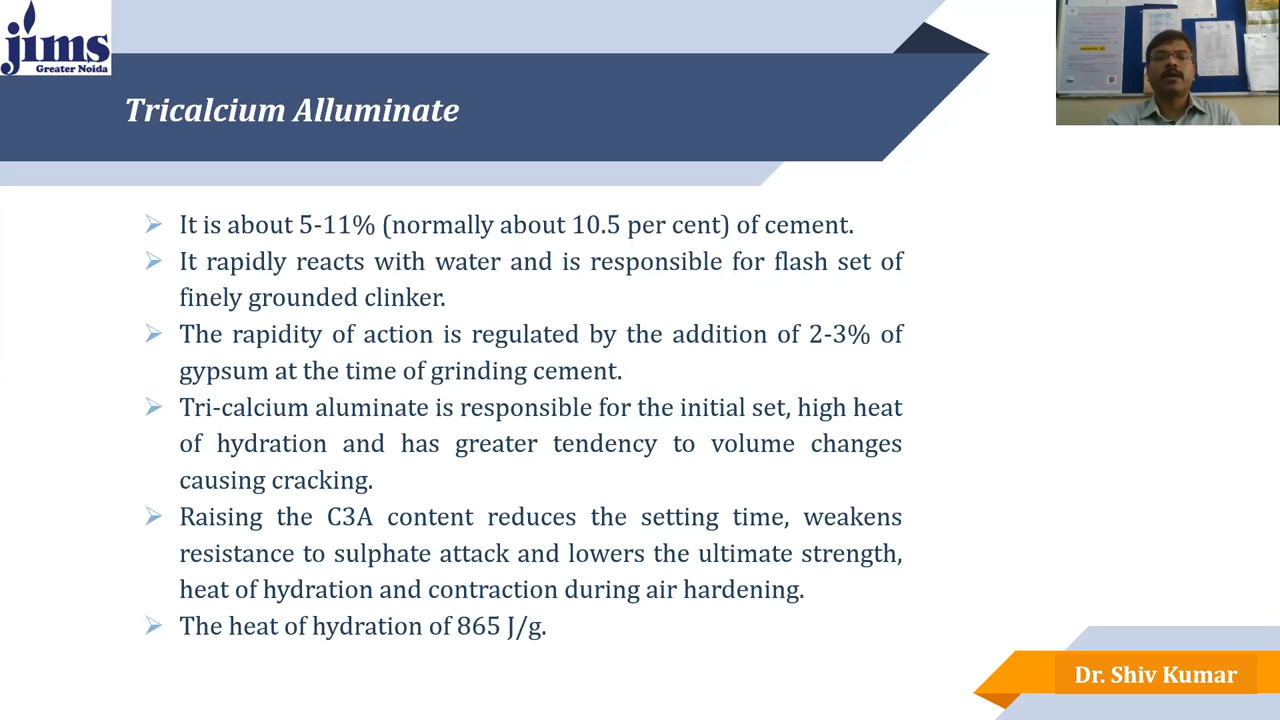 jims
Greater Noida
Tricalcium Alluminate
It is about 5-11% (normally about 10.5 per cent) of cement.
It rapidly reacts with water and is responsible for flash set of
finely grounded clinker.
The rapidity of action is regulated by the addition of 2-3% of
gypsum at the time of grinding cement.
Tri-calcium aluminate is responsible for the initial set, high heat
of hydration and has greater tendency to volume changes
causing cracking.
Raising the C3A content reduces the setting time, weakens
resistance to sulphate attack and lowers the ultimate strength,
heat of hydration and contraction during air hardening.
The heat of hydration of 865 J/g.
Dr. Shiv Kumar